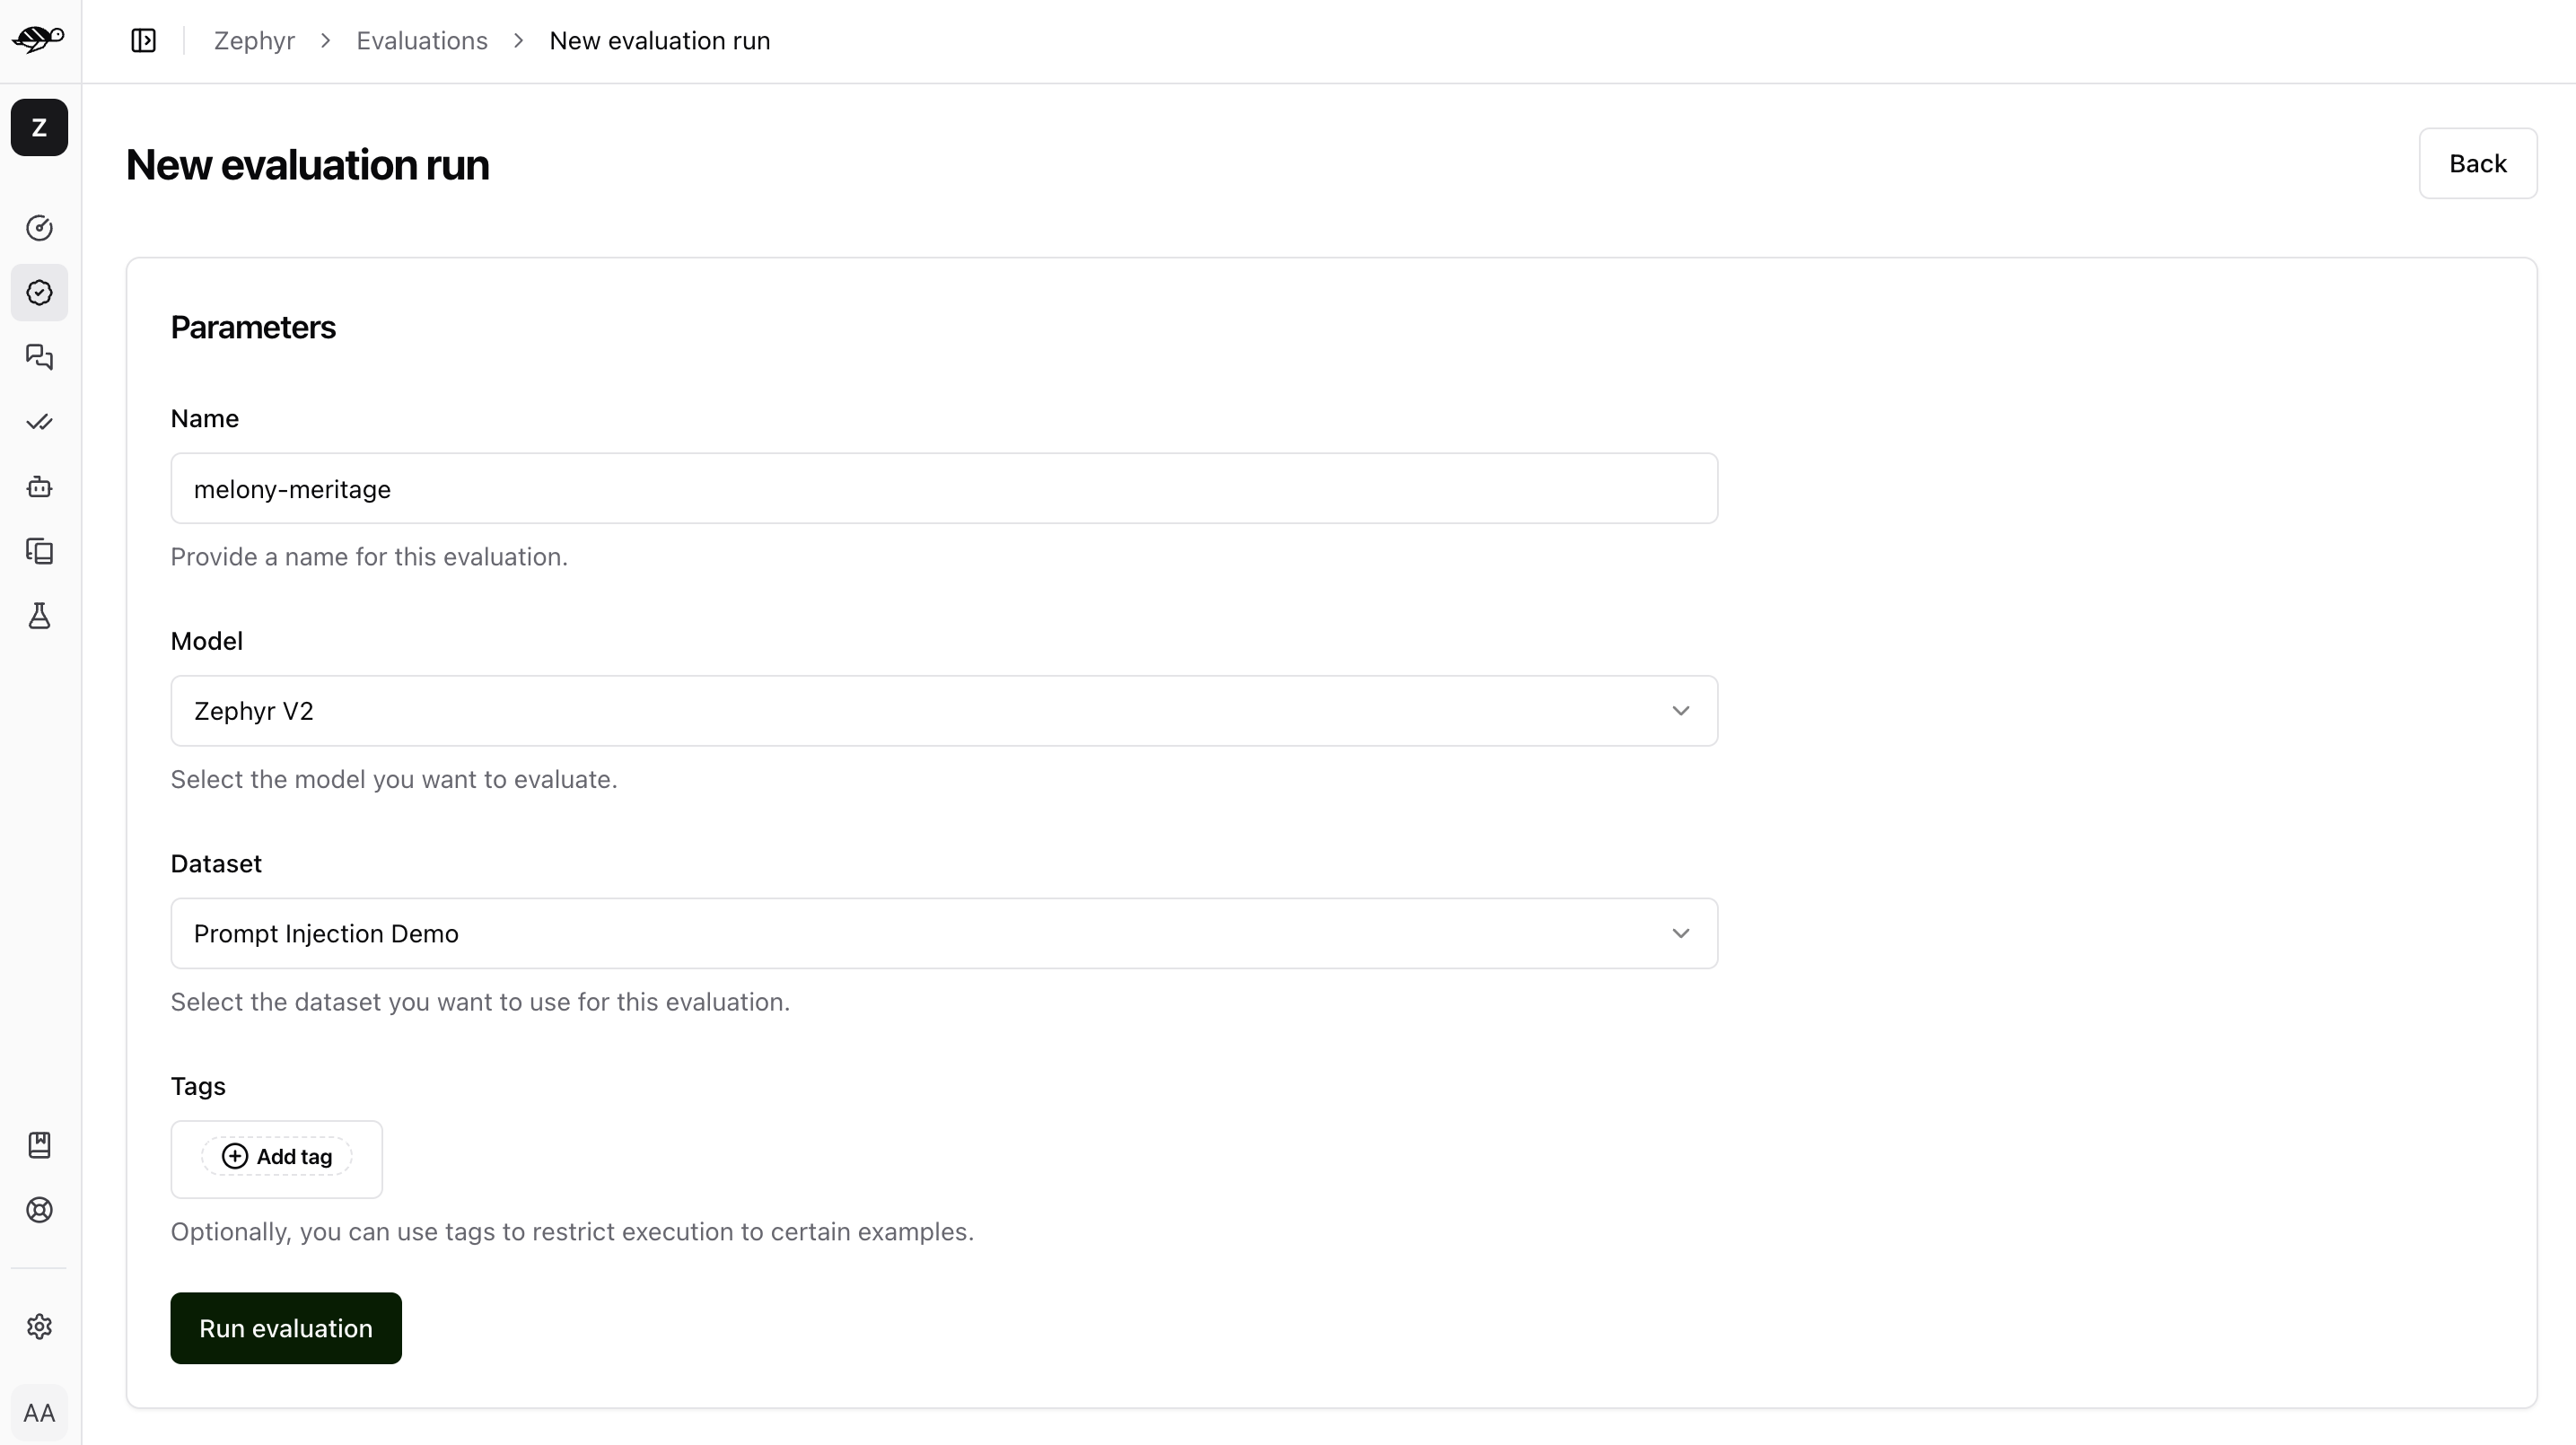 Zephyr > Evaluations > New evaluation run
Z
New evaluation run
Back
Parameters
Name
melony-meritage
Provide a name for this evaluation.
Model
Zephyr V2
Select the model you want to evaluate.
Dataset
Prompt Injection Demo
Select the dataset you want to use for this evaluation.
Tags
Add tag
Optionally, you can use tags to restrict execution to certain examples.
Run evaluation
AA